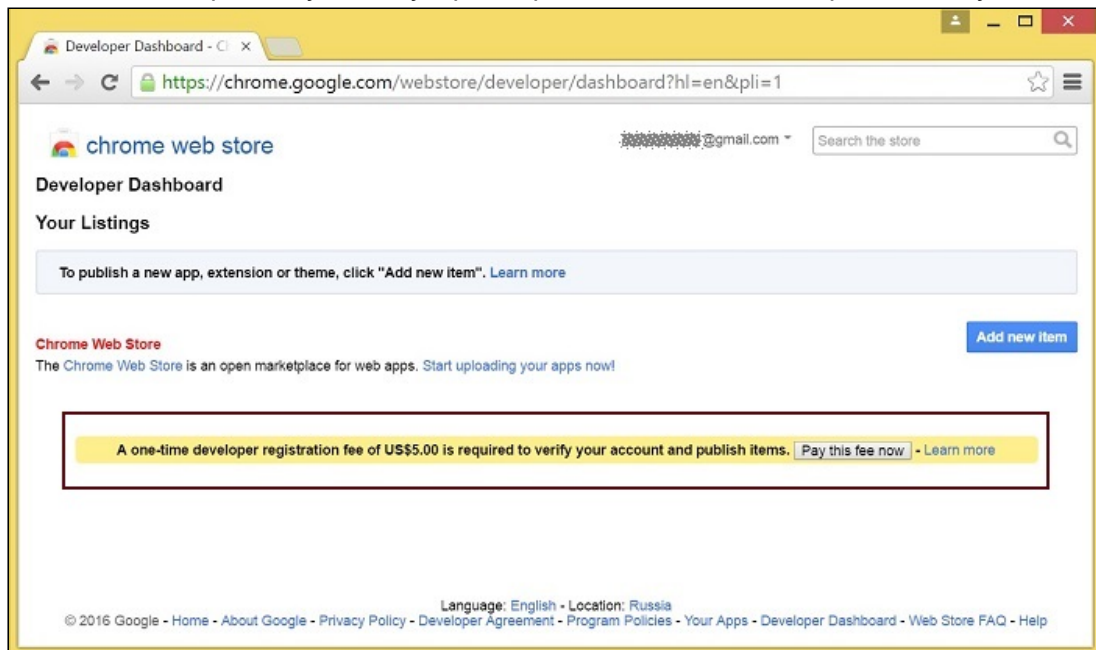 Developer Dashboard - C
https://chrome.google.com/webstore/developer/dashboard?hl=en&pli=1
chrome web store
@gmail.com
Search the store
Developer Dashboard
Your Listings
To publish a new app, extension or theme, click "Add new item". Learn more
Add new item
Chrome Web Store
The Chrome Web Store is an open marketplace for web apps. Start uploading your apps now!
A one-time developer registration fee of US$5.00 is required to verify your account and publish items. Pay this fee now - Learn more
Language: English - Location: Russia
© 2016 Google - Home - About Google - Privacy Policy - Developer Agreement - Program Policies - Your Apps - Developer Dashboard - Web Store FAQ - Help